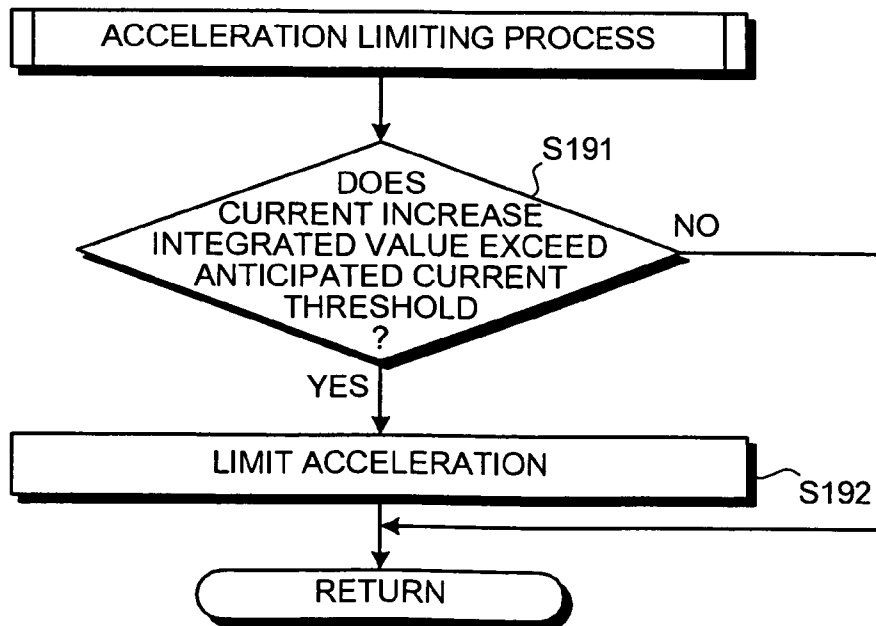 ACCELERATION LIMITING PROCESS
S191
DOES
CURRENT INCREASE
INTEGRATED VALUE EXCEED
ANTICIPATED CURRENT
THRESHOLD
?
NO
YES
LIMIT ACCELERATION
S192
RETURN